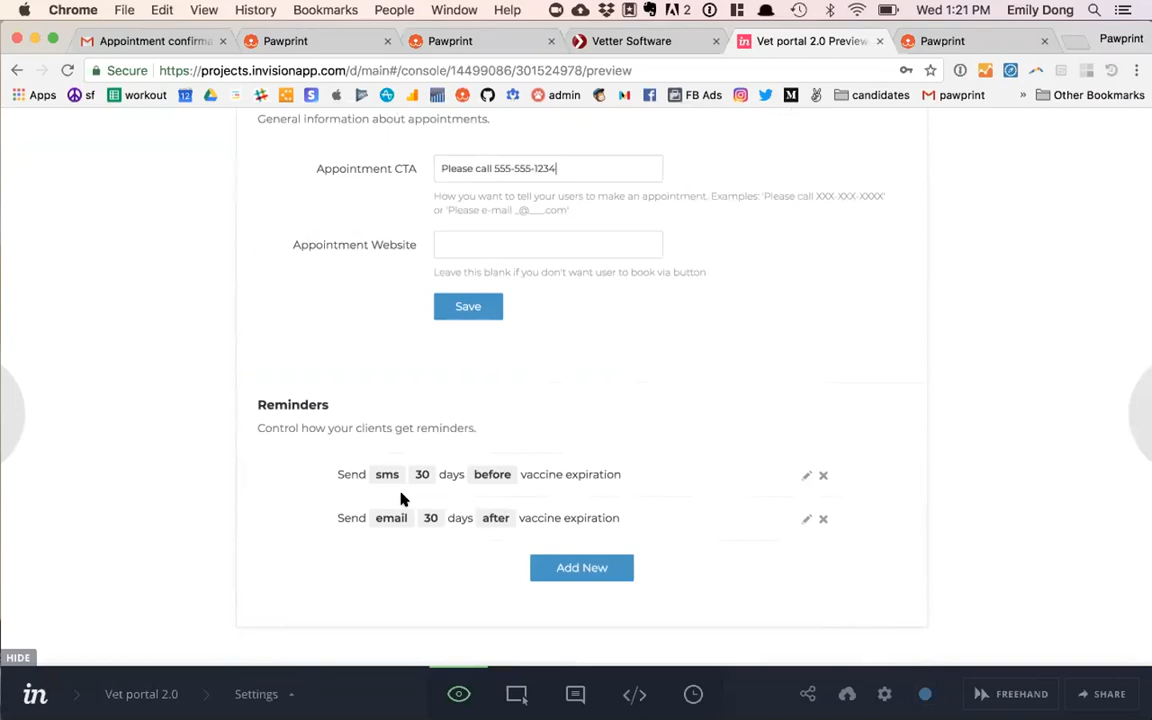 Chrome File Edit View History Bookmarks People Window Help 2 Wed 1:21 PM Emily Dong
Appointment confirma Pawprint Pawprint Vetter Software Vet portal 2.0 Preview Pawprint Pawprint
Secure https://projects.invisionapp.com/d/main#/console/14499086/301524978/preview
Apps sf workout 12 admin FB Ads candidates pawprint » Other Bookmarks
General information about appointments.
Appointment CTA Please call 555-555-1234
How you want to tell your users to make an appointment. Examples: 'Please call XXX-XXX-XXXX'
or 'Please e-mail _@___.com'
Appointment Website
Leave this blank if you don't want user to book via button
Save
Reminders
Control how your clients get reminders.
Send sms 30 days before vaccine expiration
Send email 30 days after vaccine expiration
Add New
HIDE
in Vet portal 2.0 Settings FREEHAND SHARE